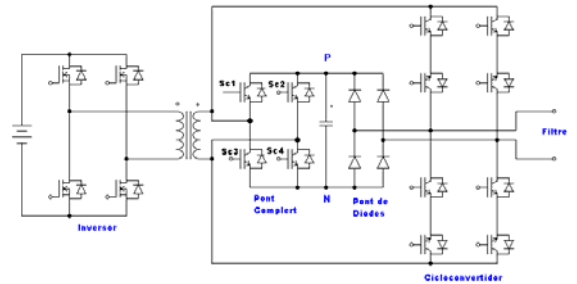 P
Sc1
Sc2
Sc3
Sc4
Filtre
Pont
Complert
N
Pont de
Diodes
Inversor
Cicloconvertidor